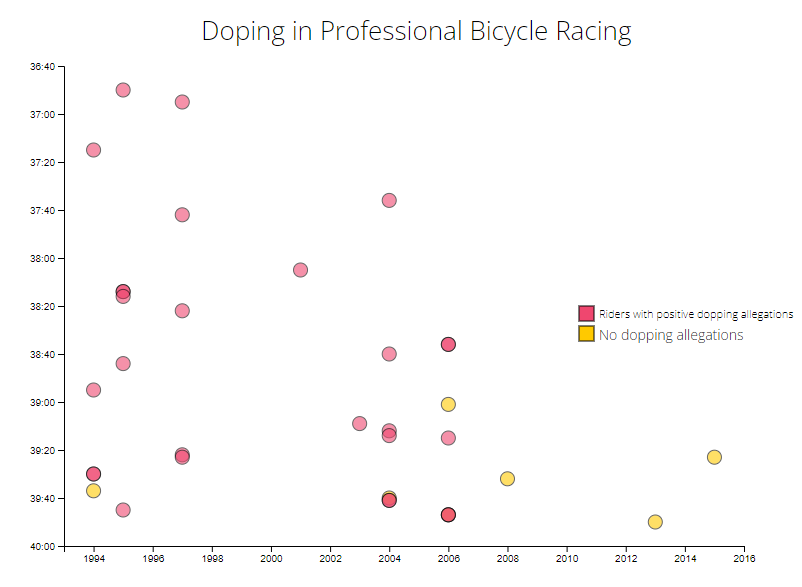 Doping in Professional Bicycle Racing
36:40
37:00
37:20
37:40
38:00
38:20
38:40
39:00
39:20
39:40
40:00
Riders with positive dopping allegations
No dopping allegations
1994 1996 1998 2000 2002 2004 2006 2008 2010 2012 2014 2016